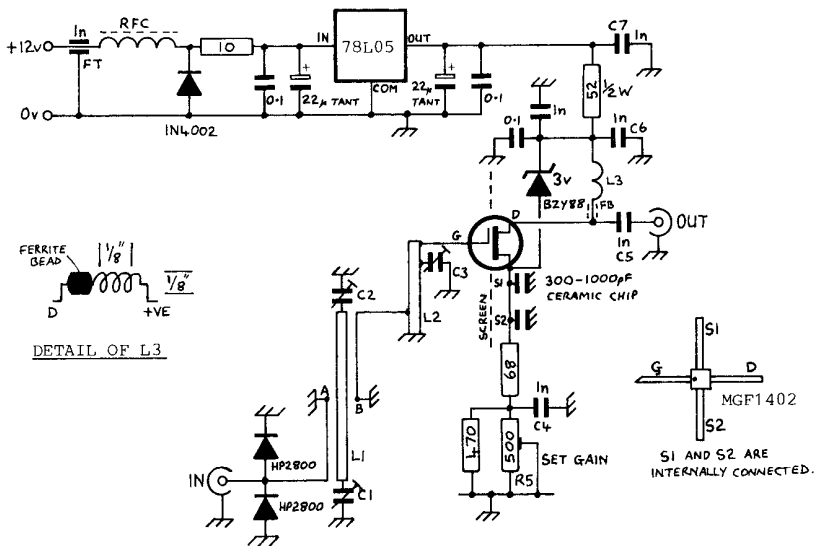 1n
RFC
+12v
FT
10
IN
78L05
OUT
COM
C7
1n
0v
1N4002
0.1
22µ TANT
+
22µ TANT
+
0.1
52
½W
0.1
1n
1n
C6
3v
BZY88
L3
FB
D
G
1n
C5
OUT
FERRITE
BEAD
1/8"
1/8"
D
+VE
DETAIL OF L3
C3
C2
L2
SCREEN
S1
300-1000pF
CERAMIC CHIP
S2
68
A
B
1n
C4
470
500
SET GAIN
R5
L1
HP2800
IN
HP2800
C1
S1
G
D
MGF1402
S2
S1 AND S2 ARE
INTERNALLY CONNECTED.